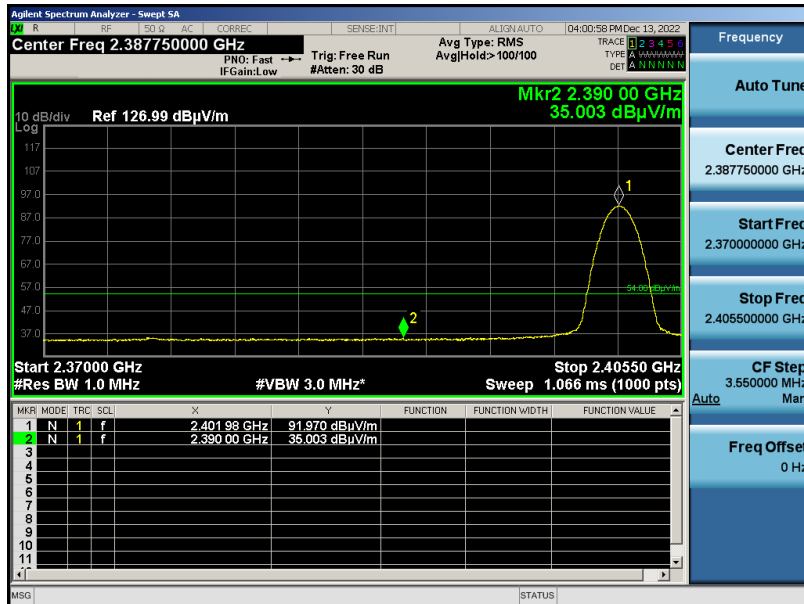 Agilent Spectrum Analyzer - Swept SA
LXI R RF 50 Ω AC CORREC SENSE:INT ALIGN AUTO 04:00:58 PM Dec 13, 2022
Center Freq 2.387750000 GHz
PNO: Fast
IFGain:Low
Trig: Free Run
#Atten: 30 dB
Avg Type: RMS
Avg|Hold:>100/100
TRACE 1 2 3 4 5 6
TYPE A WWWWW
DET A N N N N N
Mkr2 2.390 00 GHz
35.003 dBµV/m
10 dB/div Ref 126.99 dBµV/m
Log
117
107
97.0
87.0
77.0
67.0
57.0
47.0
37.0
1
54.00 dBµV/m
2
Start 2.37000 GHz Stop 2.40550 GHz
#Res BW 1.0 MHz #VBW 3.0 MHz* Sweep 1.066 ms (1000 pts)
MKR MODE TRC SCL X Y FUNCTION FUNCTION WIDTH FUNCTION VALUE
1 N 1 f 2.401 98 GHz 91.970 dBµV/m
2 N 1 f 2.390 00 GHz 35.003 dBµV/m
3
4
5
6
7
8
9
10
11
MSG STATUS
Frequency
Auto Tune
Center Freq
2.387750000 GHz
Start Freq
2.370000000 GHz
Stop Freq
2.405500000 GHz
CF Step
3.550000 MHz
Auto Man
Freq Offset
0 Hz